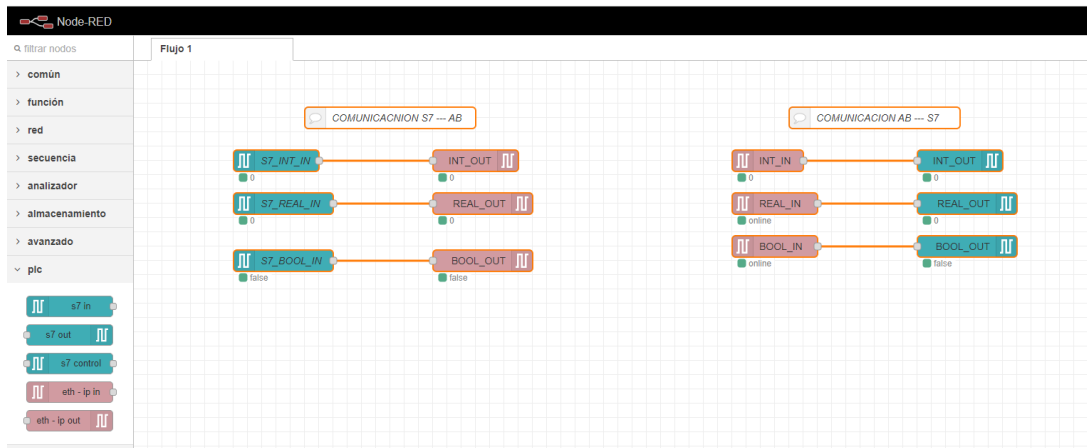 Node-RED
filtrar nodos
Flujo 1
común
función
red
secuencia
analizador
almacenamiento
avanzado
plc
s7 in
s7 out
s7 control
eth - ip in
eth - ip out
COMUNICACNION S7 --- AB
S7_INT_IN
0
INT_OUT
0
S7_REAL_IN
0
REAL_OUT
0
S7_BOOL_IN
false
BOOL_OUT
false
COMUNICACION AB --- S7
INT_IN
0
INT_OUT
0
REAL_IN
online
REAL_OUT
0
BOOL_IN
online
BOOL_OUT
false